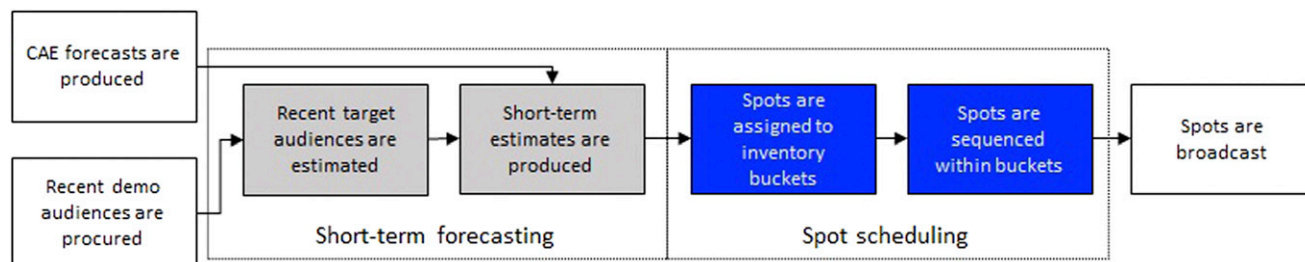 CAE forecasts are
produced
Recent demo
audiences are
procured
Recent target
audiences are
estimated
Short-term
estimates are
produced
Short-term forecasting
Spots are
assigned to
inventory
buckets
Spots are
sequenced
within buckets
Spot scheduling
Spots are
broadcast